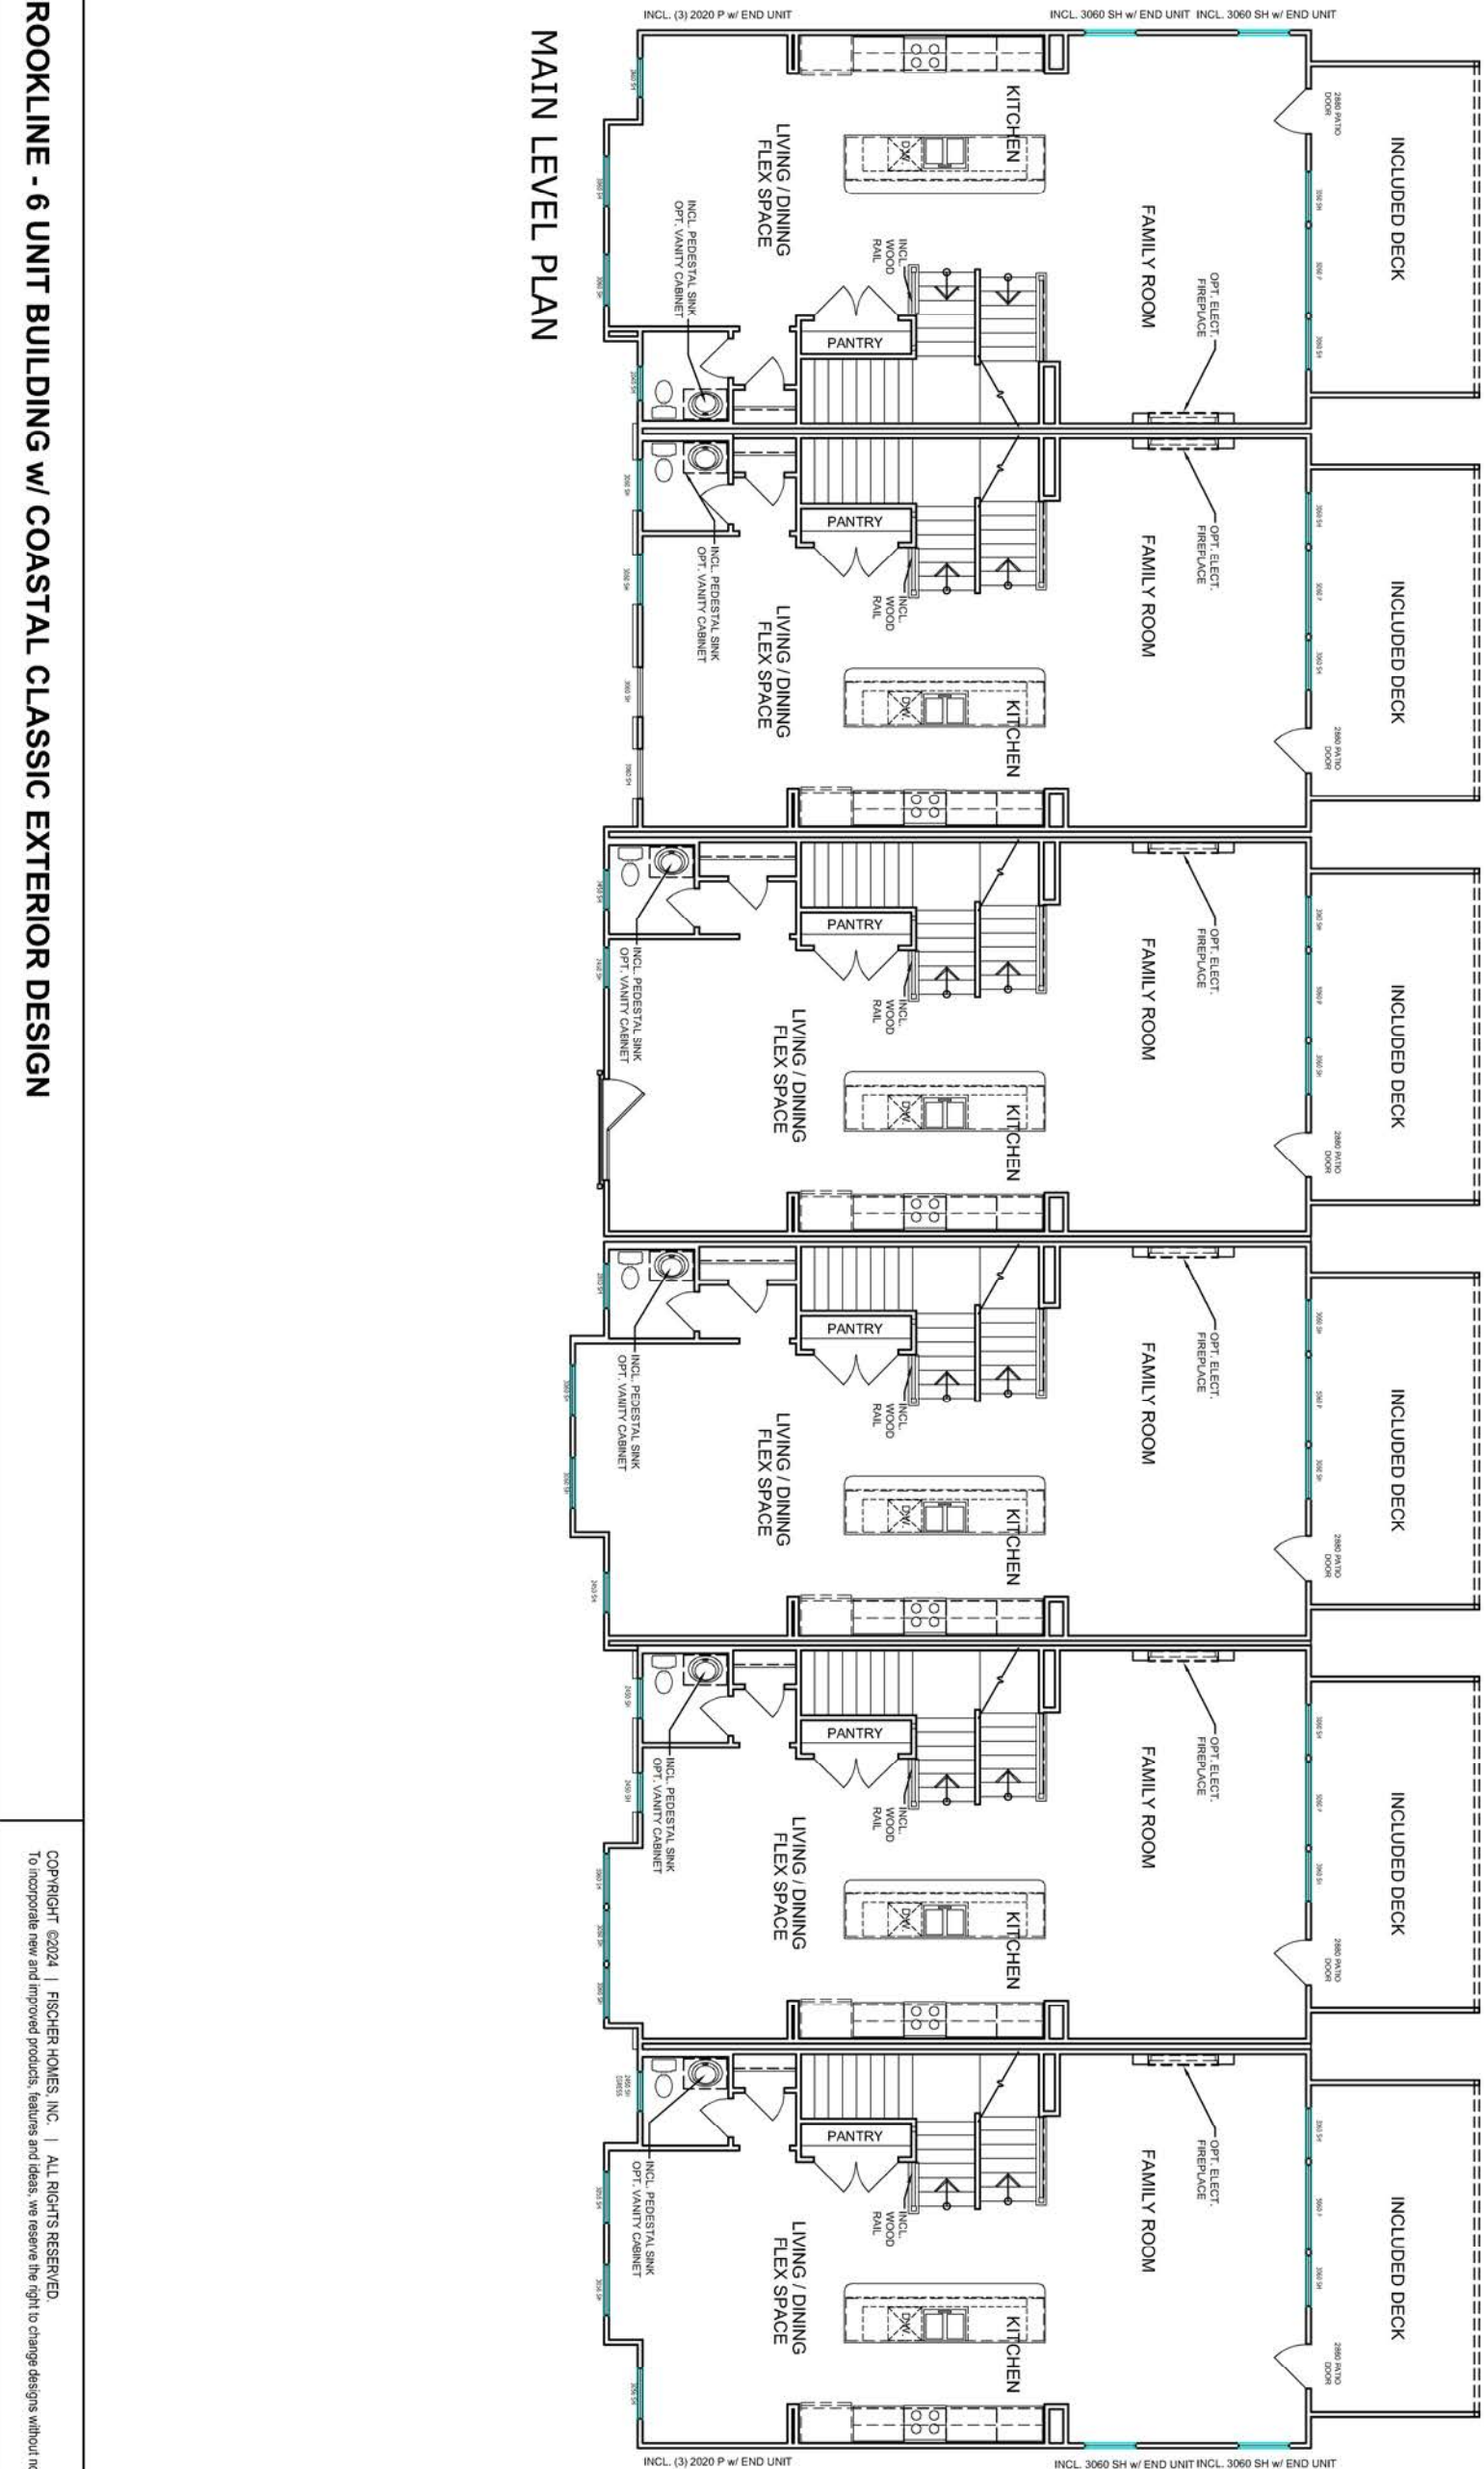 INCL. (3) 2020 P w/ END UNIT
INCL. 3060 SH w/ END UNIT
INCL. 3060 SH w/ END UNIT
MAIN LEVEL PLAN
INCLUDED DECK
2880 PATIO
DOOR
KITCHEN
D.W.
FAMILY ROOM
OPT. ELECT.
FIREPLACE
LIVING / DINING
FLEX SPACE
INCL.
WOOD
RAIL
PANTRY
INCL. PEDESTAL SINK
OPT. VANITY CABINET
INCLUDED DECK
2880 PATIO
DOOR
OPT. ELECT.
FIREPLACE
FAMILY ROOM
PANTRY
INCL.
WOOD
RAIL
KITCHEN
D.W.
LIVING / DINING
FLEX SPACE
INCL. PEDESTAL SINK
OPT. VANITY CABINET
INCLUDED DECK
2880 PATIO
DOOR
OPT. ELECT.
FIREPLACE
FAMILY ROOM
PANTRY
INCL.
WOOD
RAIL
KITCHEN
D.W.
LIVING / DINING
FLEX SPACE
INCL. PEDESTAL SINK
OPT. VANITY CABINET
INCLUDED DECK
2880 PATIO
DOOR
OPT. ELECT.
FIREPLACE
FAMILY ROOM
PANTRY
INCL.
WOOD
RAIL
KITCHEN
D.W.
LIVING / DINING
FLEX SPACE
INCL. PEDESTAL SINK
OPT. VANITY CABINET
INCLUDED DECK
2880 PATIO
DOOR
OPT. ELECT.
FIREPLACE
FAMILY ROOM
PANTRY
INCL.
WOOD
RAIL
KITCHEN
D.W.
LIVING / DINING
FLEX SPACE
INCL. PEDESTAL SINK
OPT. VANITY CABINET
INCLUDED DECK
2880 PATIO
DOOR
OPT. ELECT.
FIREPLACE
FAMILY ROOM
PANTRY
INCL.
WOOD
RAIL
KITCHEN
D.W.
LIVING / DINING
FLEX SPACE
INCL. PEDESTAL SINK
OPT. VANITY CABINET
INCL. (3) 2020 P w/ END UNIT
INCL. 3060 SH w/ END UNIT
INCL. 3060 SH w/ END UNIT
ROOKLINE - 6 UNIT BUILDING w/ COASTAL CLASSIC EXTERIOR DESIGN
COPYRIGHT ©2024 | FISCHER HOMES, INC. | ALL RIGHTS RESERVED.
To incorporate new and improved products, features and ideas, we reserve the right to change designs without